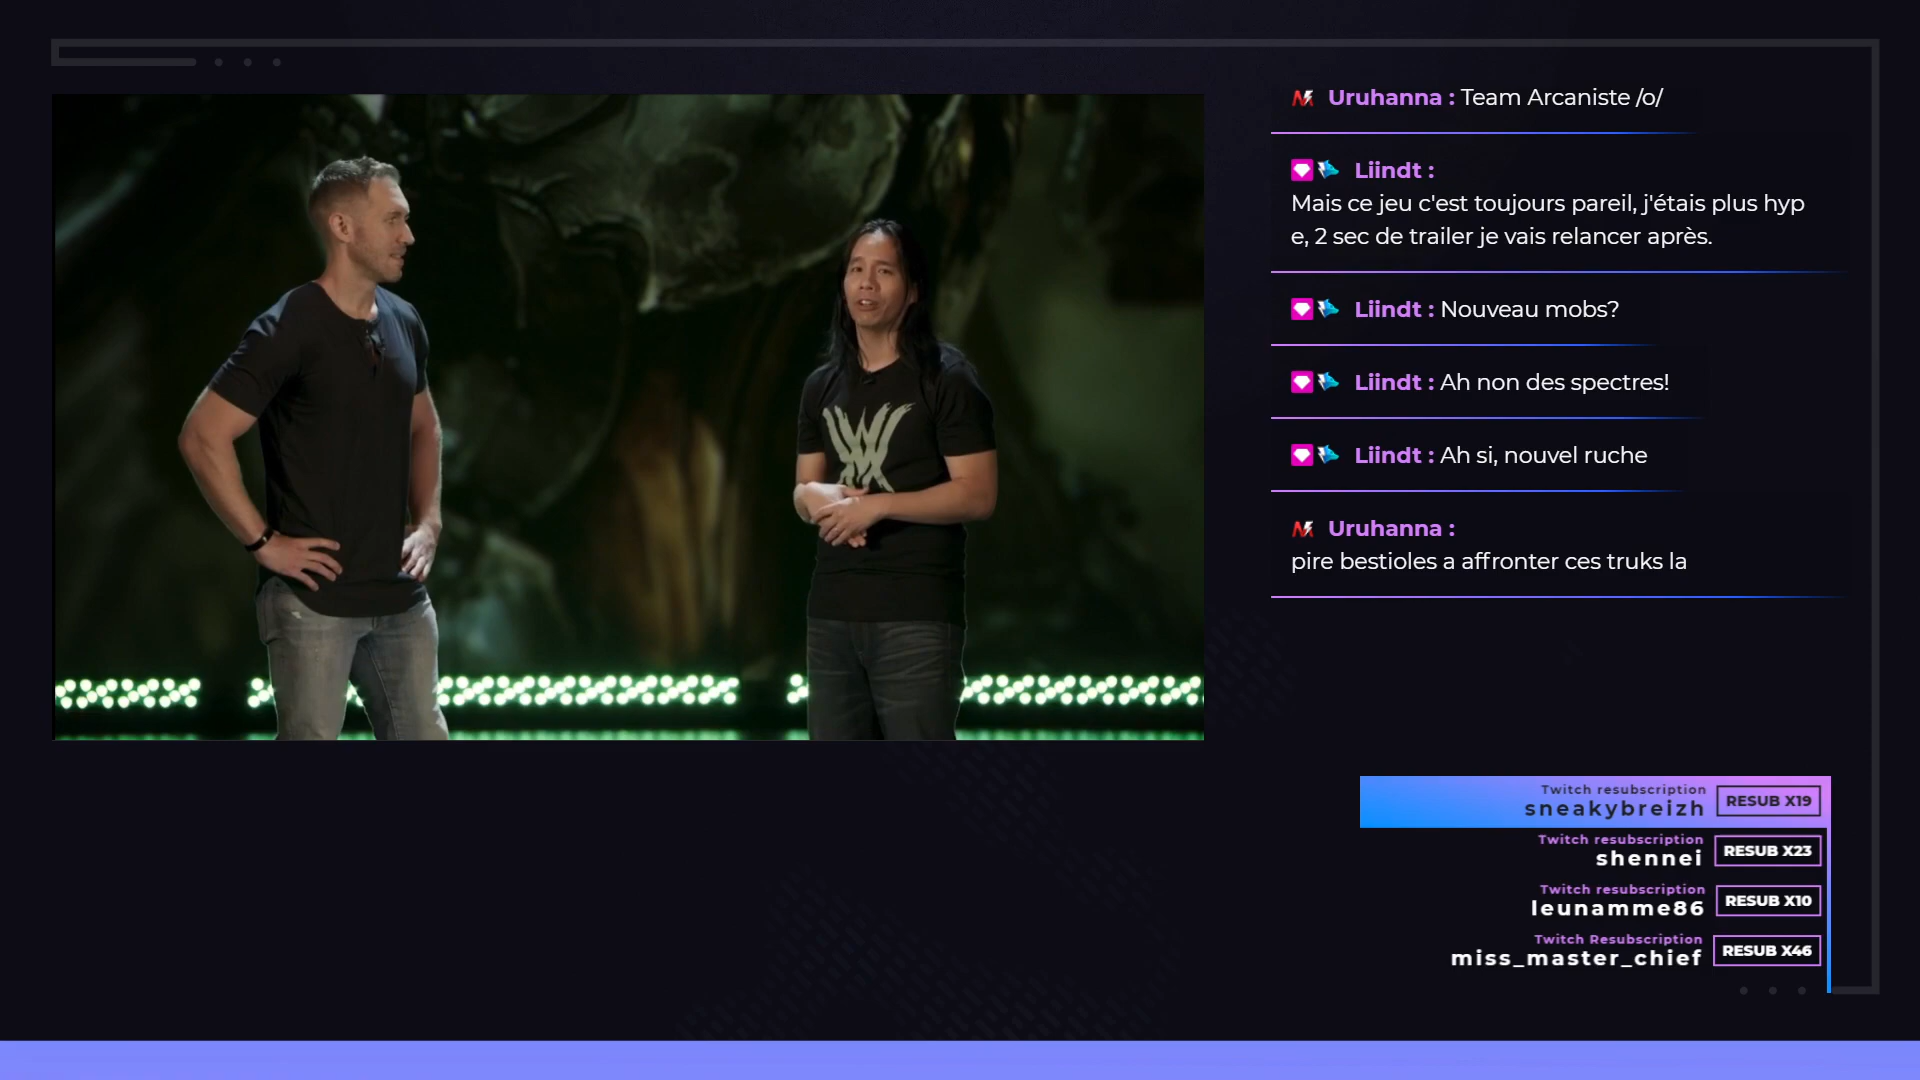 Uruhanna : Team Arcaniste /o/
Liindt :
Mais ce jeu c'est toujours pareil, j'étais plus hyp
e, 2 sec de trailer je vais relancer après.
Liindt : Nouveau mobs?
Liindt : Ah non des spectres!
Liindt : Ah si, nouvel ruche
Uruhanna :
pire bestioles a affronter ces truks la
Twitch resubscription
sneakybreizh RESUB X19
Twitch resubscription
shennei RESUB X23
Twitch resubscription
leunamme86 RESUB X10
Twitch Resubscription
miss_master_chief RESUB X46